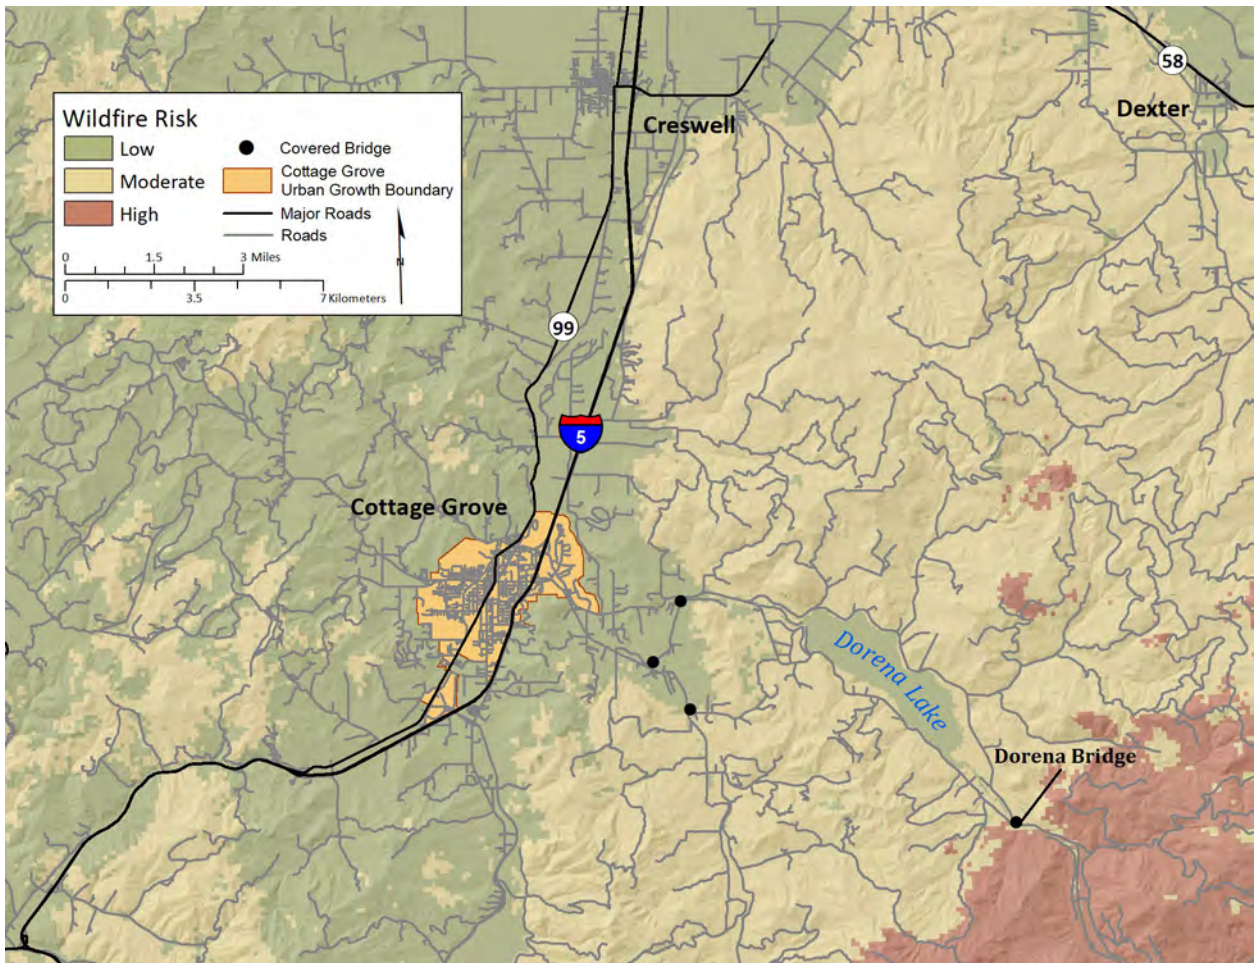 58
Dexter
Creswell
Wildfire Risk
Low
Moderate
High
Covered Bridge
Cottage Grove
Urban Growth Boundary
Major Roads
Roads
N
0 1.5 3 Miles
0 3.5 7 Kilometers
99
5
Cottage Grove
Dorena Lake
Dorena Bridge